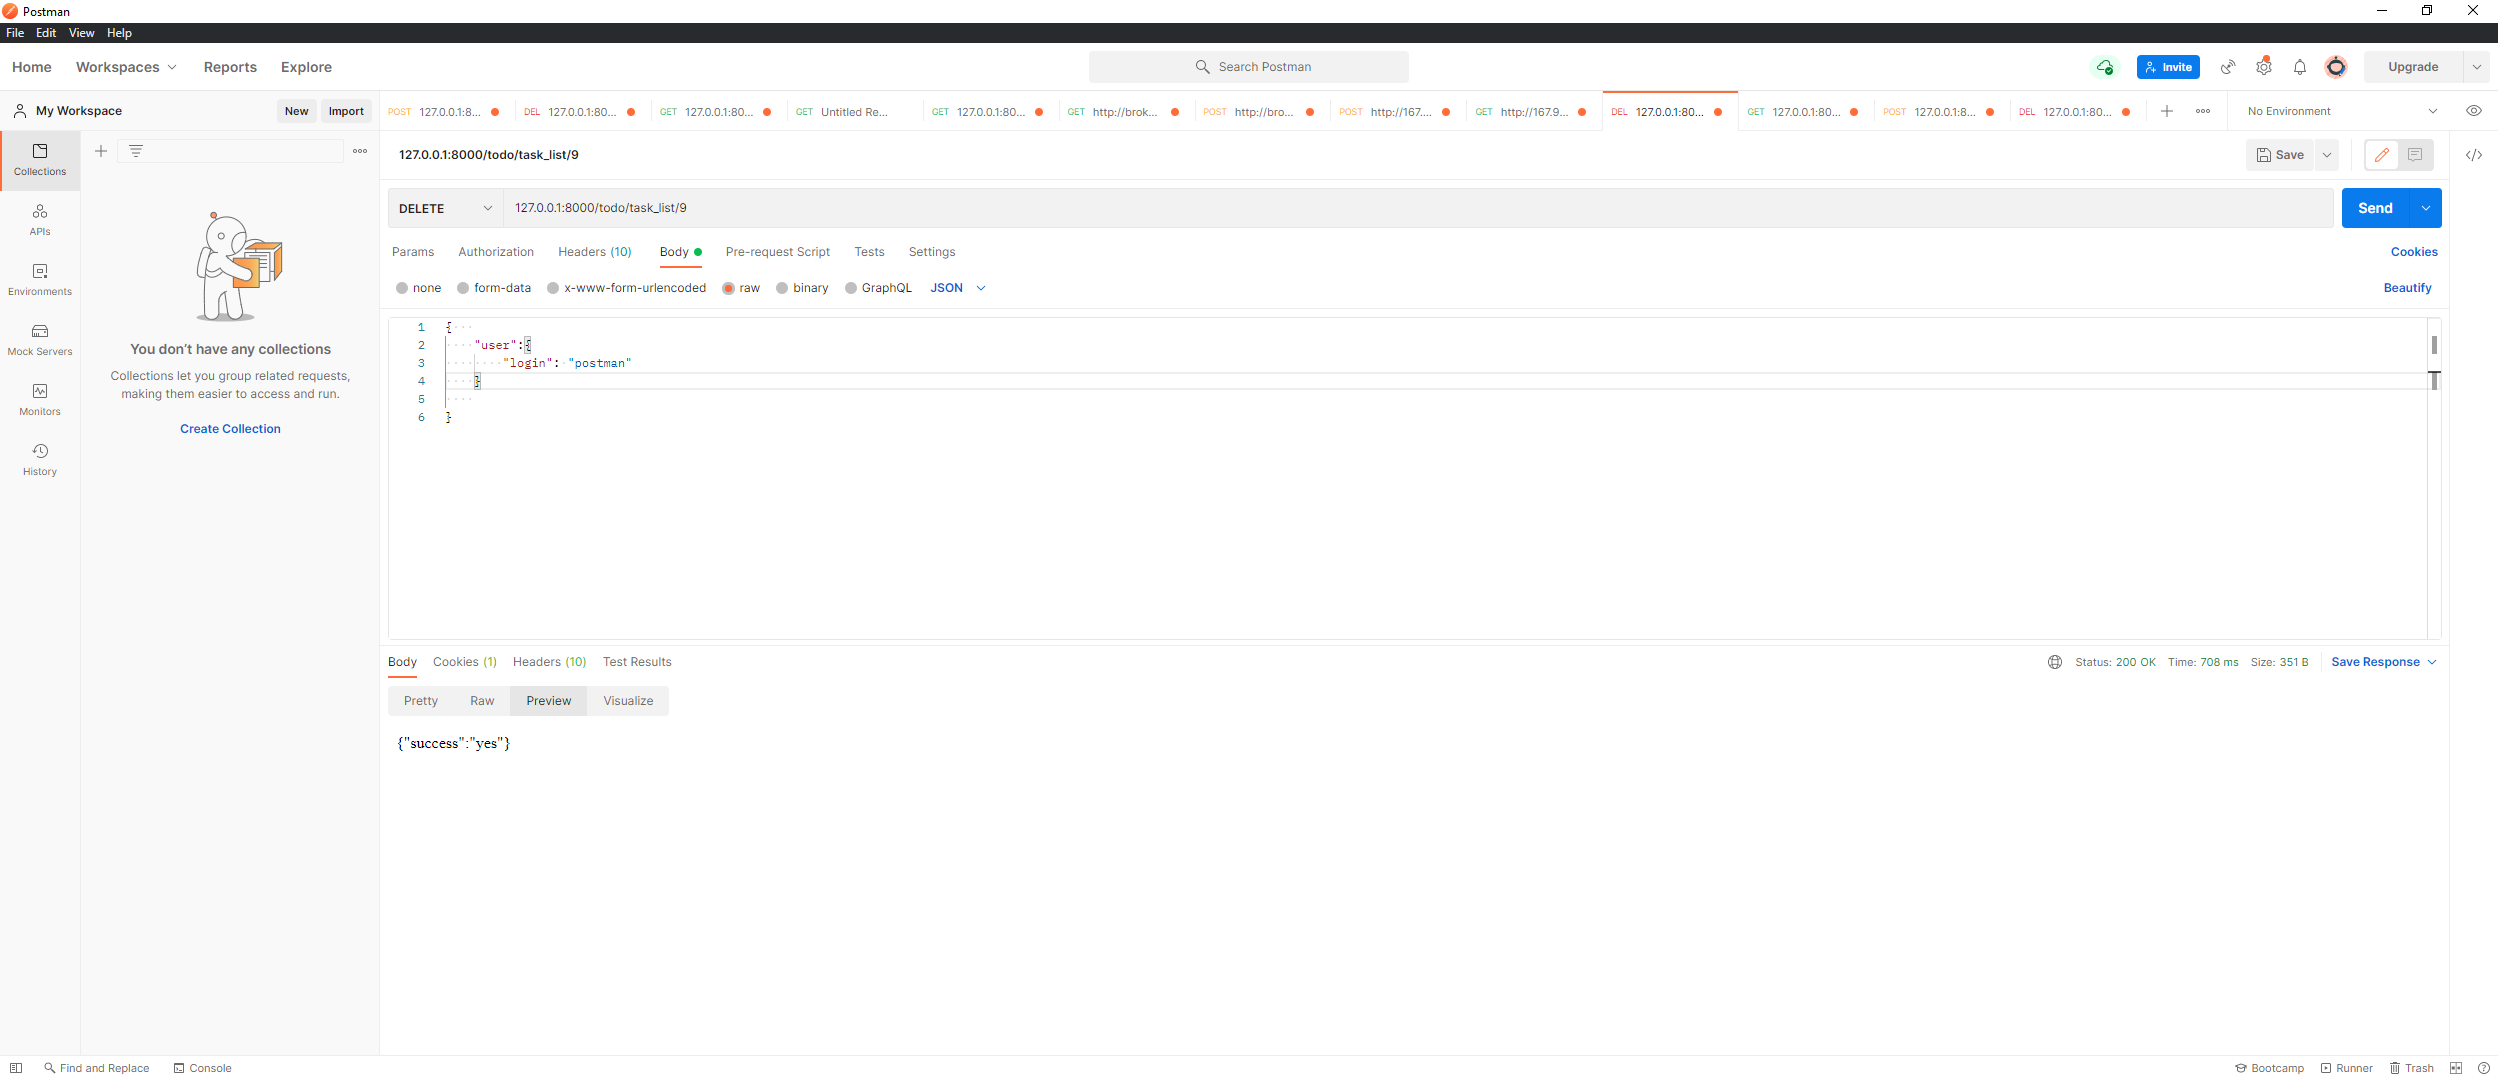 Postman
File Edit View Help
Home Workspaces Reports Explore
Search Postman
Invite
Upgrade
My Workspace New Import
POST 127.0.0.1:8... DEL 127.0.0.1:80... GET 127.0.0.1:80... GET Untitled Re... GET 127.0.0.1:80... GET http://brok... POST http://bro... POST http://167.... GET http://167.9... DEL 127.0.0.1:80... GET 127.0.0.1:80... POST 127.0.0.1:8... DEL 127.0.0.1:80...
No Environment
Collections
APIs
Environments
Mock Servers
Monitors
History
You don't have any collections
Collections let you group related requests,
making them easier to access and run.
Create Collection
127.0.0.1:8000/todo/task_list/9
Save
DELETE 127.0.0.1:8000/todo/task_list/9 Send
Params Authorization Headers (10) Body Pre-request Script Tests Settings Cookies
none form-data x-www-form-urlencoded raw binary GraphQL JSON Beautify
1 {
2 "user":{
3 "login": "postman"
4 }
5
6 }
Body Cookies (1) Headers (10) Test Results
Status: 200 OK Time: 708 ms Size: 351 B Save Response
Pretty Raw Preview Visualize
{"success":"yes"}
Find and Replace Console
Bootcamp Runner Trash